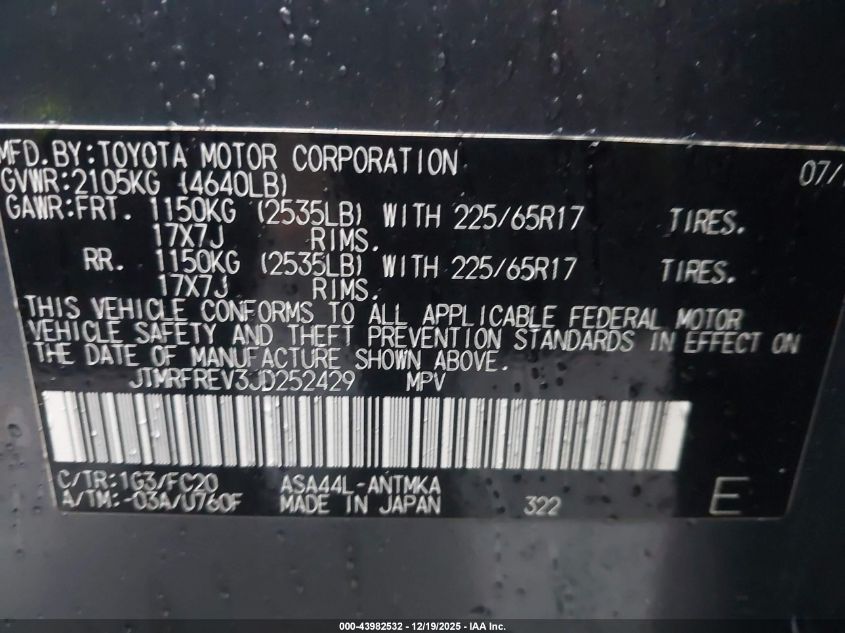 MFD.BY:TOYOTA MOTOR CORPORATION 07/
GVWR:2105KG (4640LB)
GAWR:FRT. 1150KG (2535LB) WITH 225/65R17 TIRES.
17X7J RIMS.
RR. 1150KG (2535LB) WITH 225/65R17 TIRES.
17X7J RIMS.
THIS VEHICLE CONFORMS TO ALL APPLICABLE FEDERAL MOTOR
VEHICLE SAFETY AND THEFT PREVENTION STANDARDS IN EFFECT ON
THE DATE OF MANUFACTURE SHOWN ABOVE.
JTMRFREV3JD252429 MPV
C/TR:1G3/FC20 ASA44L-ANTMKA
A/TM:-03A/U760F MADE IN JAPAN 322 E
000-43982532 - 12/19/2025 - IAA Inc.